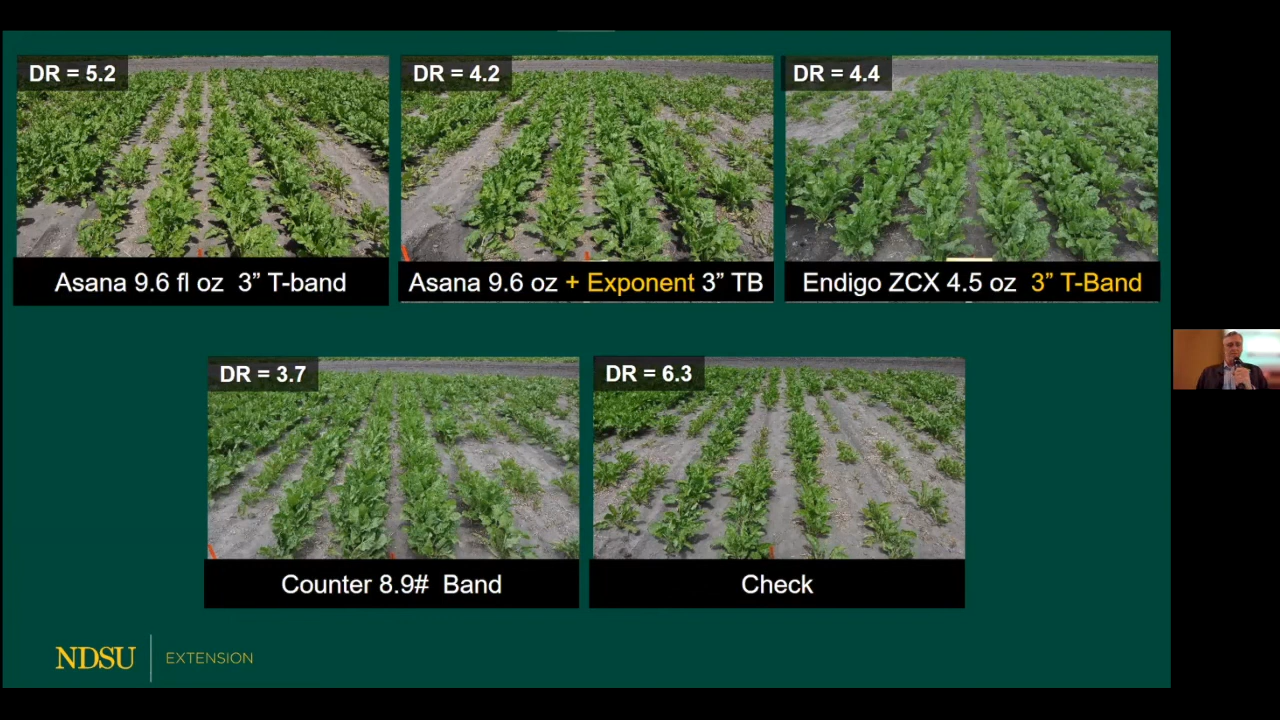 DR = 5.2
Asana 9.6 fl oz 3” T-band
DR = 4.2
Asana 9.6 oz + Exponent 3” TB
DR = 4.4
Endigo ZCX 4.5 oz 3” T-Band
DR = 3.7
Counter 8.9# Band
DR = 6.3
Check
NDSU EXTENSION